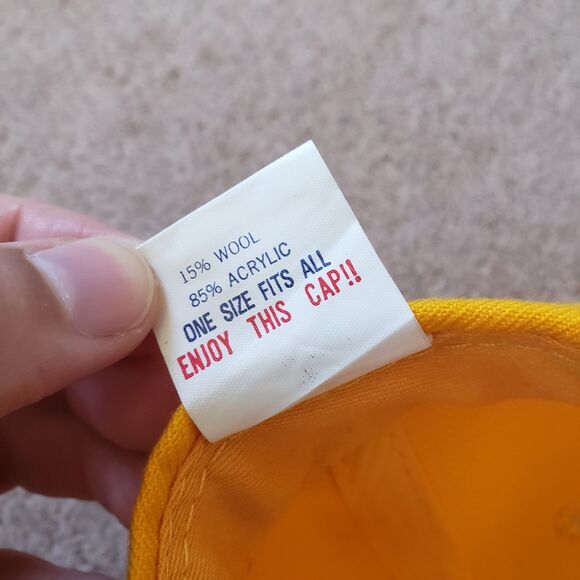 15% WOOL
85% ACRYLIC
ONE SIZE FITS ALL
ENJOY THIS CAP!!